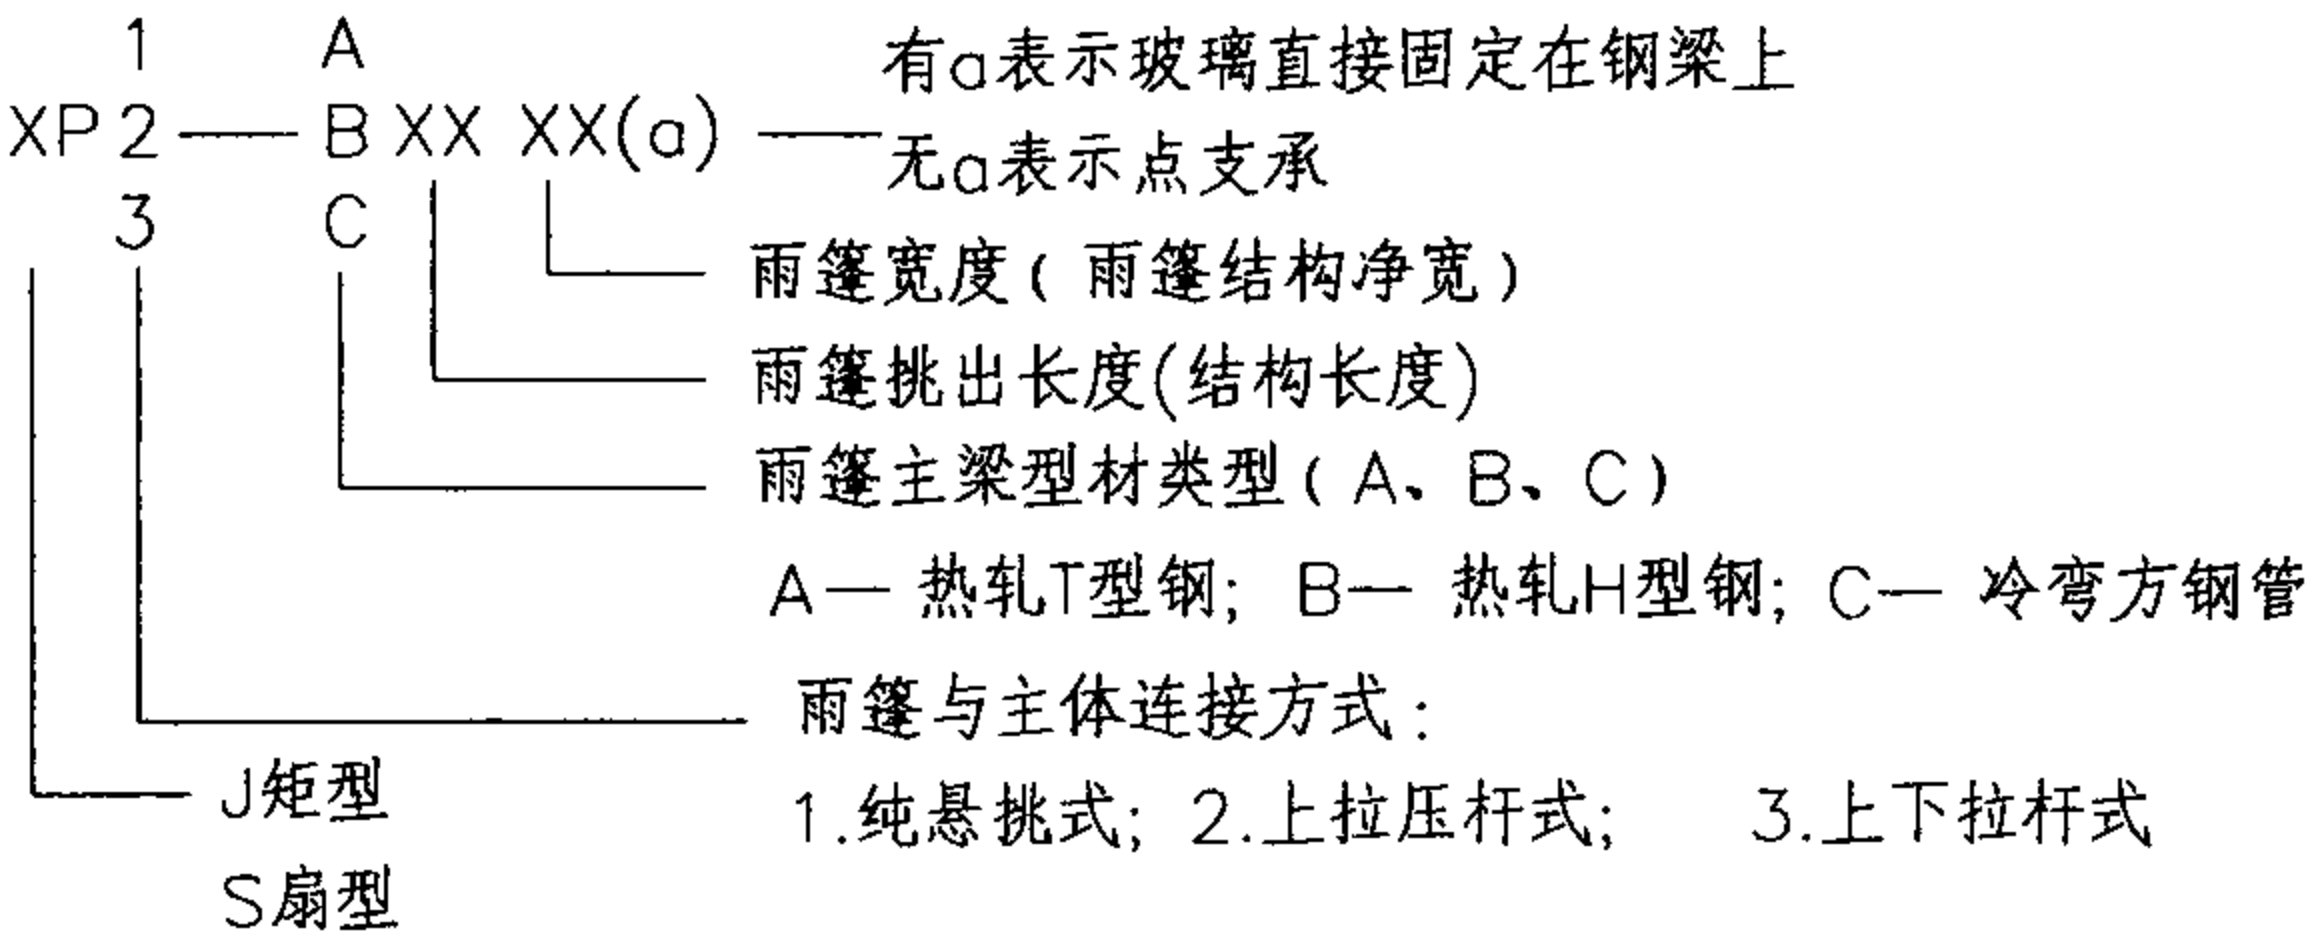 1 A
XP 2 — B XX XX(a) —
3 C
有a表示玻璃直接固定在钢梁上
无a表示点支承
雨篷宽度(雨篷结构净宽)
雨篷挑出长度(结构长度)
雨篷主梁型材类型(A、B、C)
A— 热轧T型钢; B— 热轧H型钢; C— 冷弯方钢管
雨篷与主体连接方式:
1.纯悬挑式; 2.上拉压杆式; 3.上下拉杆式
J矩型
S扇型